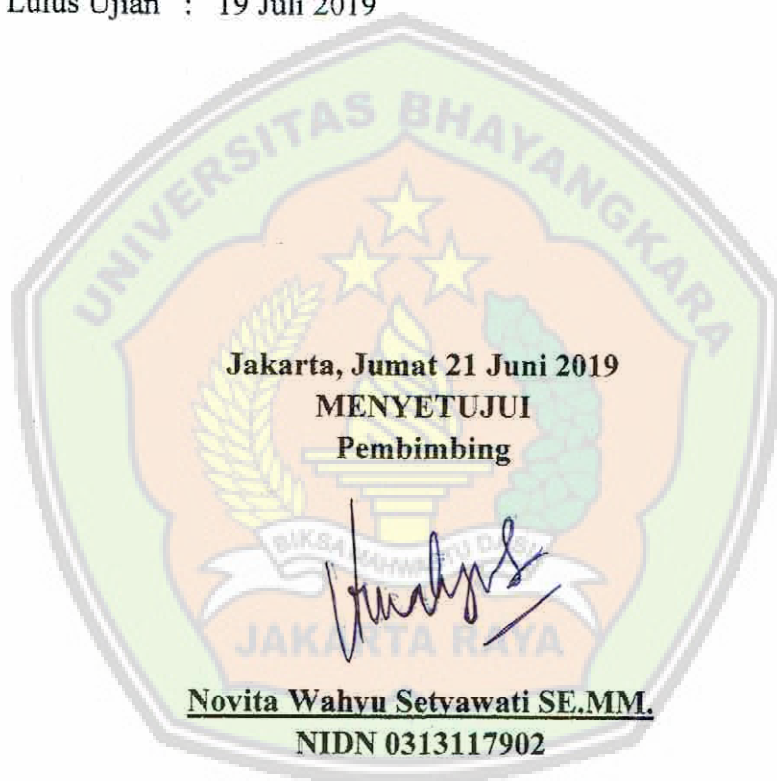 Lulus Ujian : 19 Juli 2019
UNIVERSITAS BHAYANGKARA
Jakarta, Jumat 21 Juni 2019
MENYETUJUI
Pembimbing
JAKARTA RAYA
Novita Wahyu Setyawati SE.MM.
NIDN 0313117902